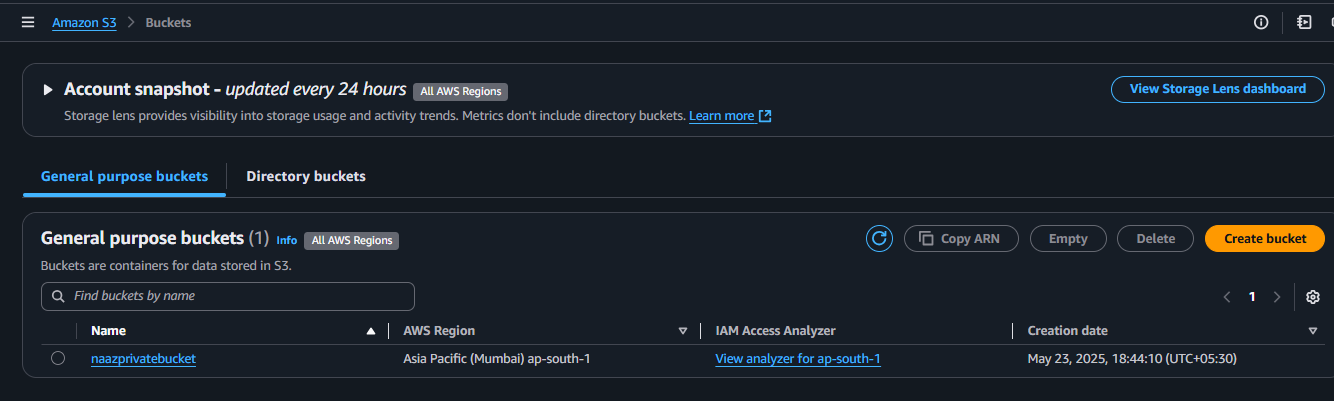 Amazon S3 > Buckets
Account snapshot - updated every 24 hours All AWS Regions View Storage Lens dashboard
Storage lens provides visibility into storage usage and activity trends. Metrics don't include directory buckets. Learn more
General purpose buckets Directory buckets
General purpose buckets (1) Info All AWS Regions Copy ARN Empty Delete Create bucket
Buckets are containers for data stored in S3.
Find buckets by name < 1 >
Name AWS Region IAM Access Analyzer Creation date
naazprivatebucket Asia Pacific (Mumbai) ap-south-1 View analyzer for ap-south-1 May 23, 2025, 18:44:10 (UTC+05:30)